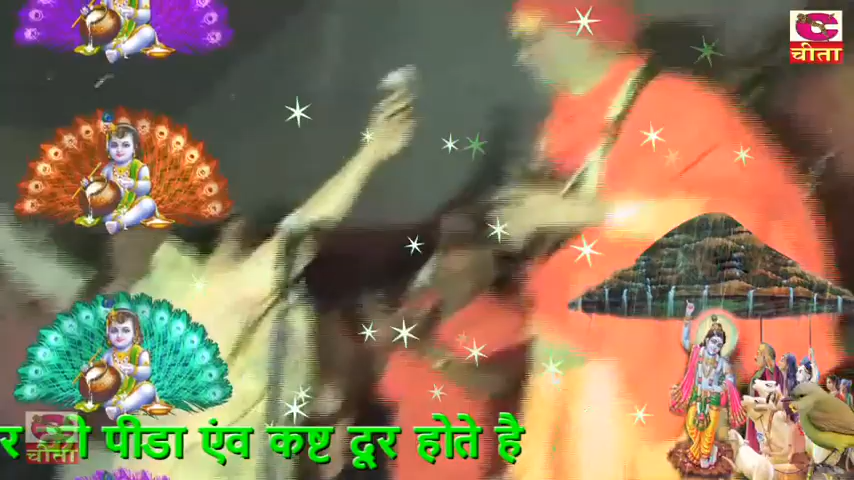 चीता
र की पीडा एंव कष्ट दूर होते है
चीता